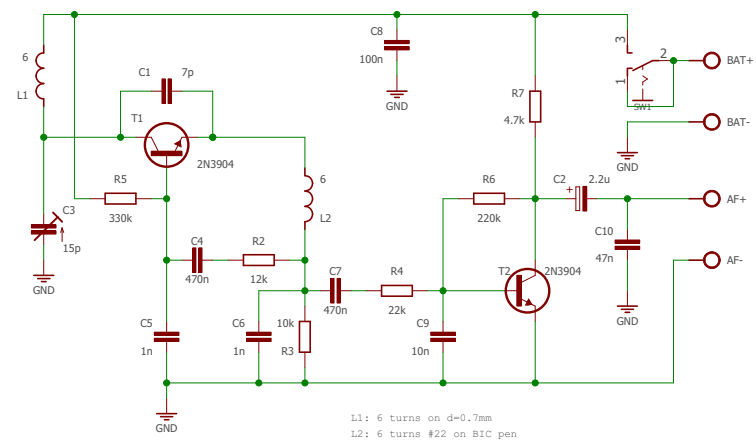 C8
100n
GND
3
2
1
SW1
BAT+
BAT-
GND
6
L1
C1
7p
T1
2N3904
R7
4.7k
R5
330k
C3
15p
GND
6
L2
R6
220k
C2
+
2.2u
AF+
C10
47n
GND
AF-
C4
470n
R2
12k
C7
470n
R4
22k
T2
2N3904
C5
1n
C6
1n
10k
R3
C9
10n
GND
L1: 6 turns on d=0.7mm
L2: 6 turns #22 on BIC pen